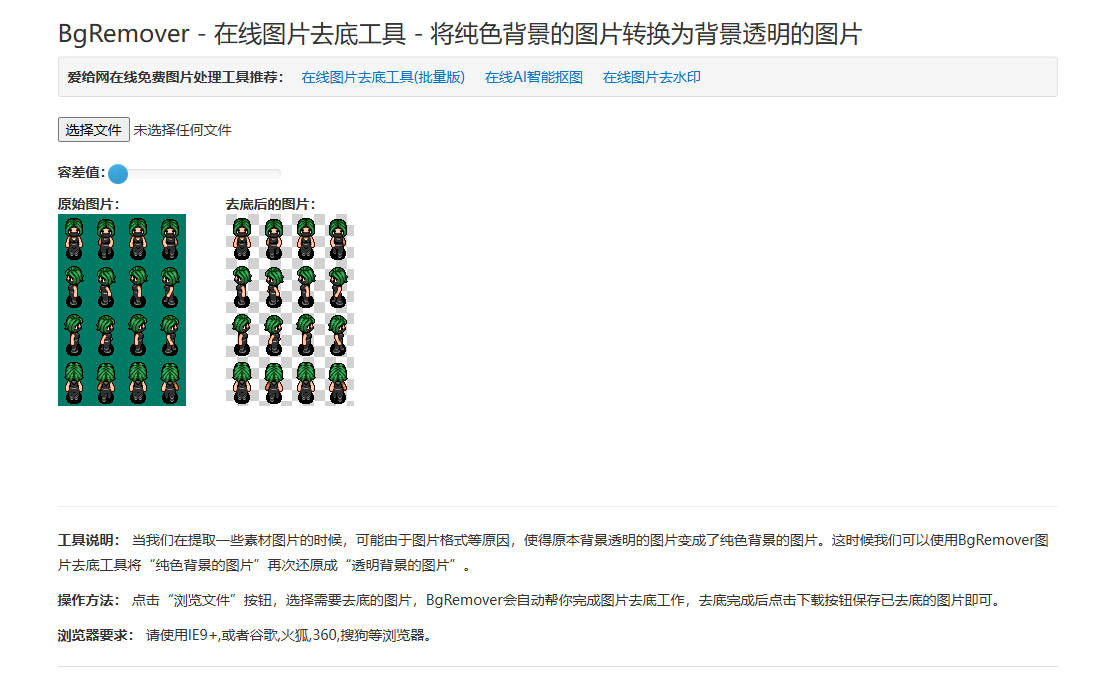 BgRemover - 在线图片去底工具 - 将纯色背景的图片转换为背景透明的图片
爱给网在线免费图片处理工具推荐： 在线图片去底工具(批量版) 在线AI智能抠图 在线图片去水印
选择文件 未选择任何文件
容差值：
原始图片： 去底后的图片：
工具说明： 当我们在提取一些素材图片的时候，可能由于图片格式等原因，使得原本背景透明的图片变成了纯色背景的图片。这时候我们可以使用BgRemover图
片去底工具将“纯色背景的图片”再次还原成“透明背景的图片”。
操作方法： 点击“浏览文件”按钮，选择需要去底的图片，BgRemover会自动帮你完成图片去底工作，去底完成后点击下载按钮保存已去底的图片即可。
浏览器要求： 请使用IE9+,或者谷歌,火狐,360,搜狗等浏览器。